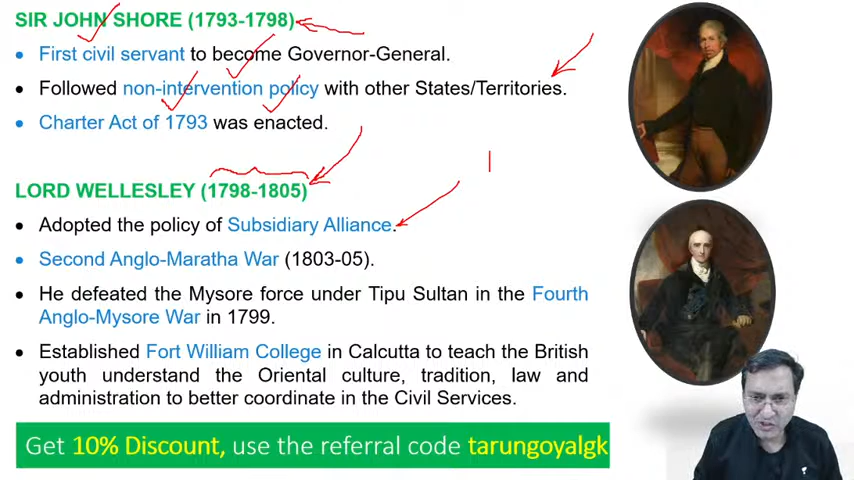 SIR JOHN SHORE (1793-1798)
• First civil servant to become Governor-General.
• Followed non-intervention policy with other States/Territories.
• Charter Act of 1793 was enacted.
LORD WELLESLEY (1798-1805)
• Adopted the policy of Subsidiary Alliance.
• Second Anglo-Maratha War (1803-05).
• He defeated the Mysore force under Tipu Sultan in the Fourth
Anglo-Mysore War in 1799.
• Established Fort William College in Calcutta to teach the British
youth understand the Oriental culture, tradition, law and
administration to better coordinate in the Civil Services.
Get 10% Discount, use the referral code tarungoyalgk